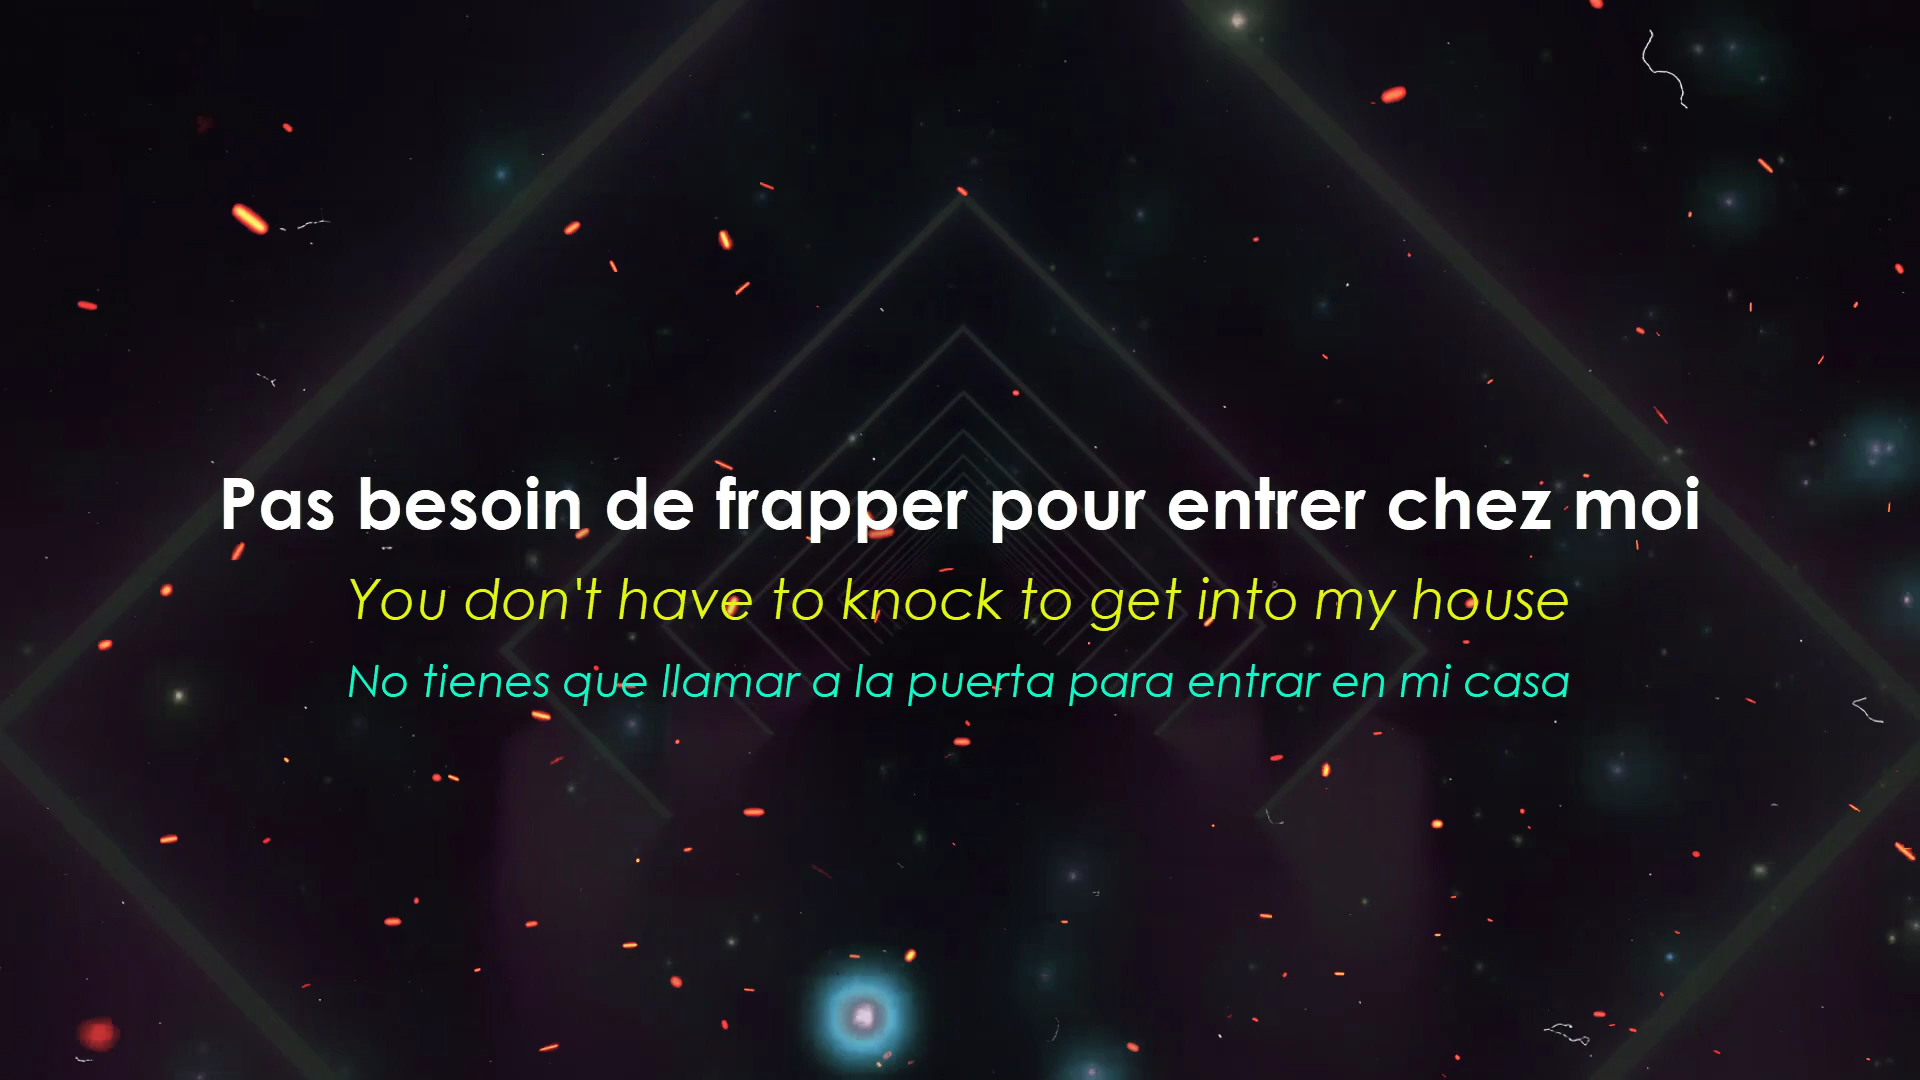 Pas besoin de frapper pour entrer chez moi
You don't have to knock to get into my house
No tienes que llamar a la puerta para entrar en mi casa